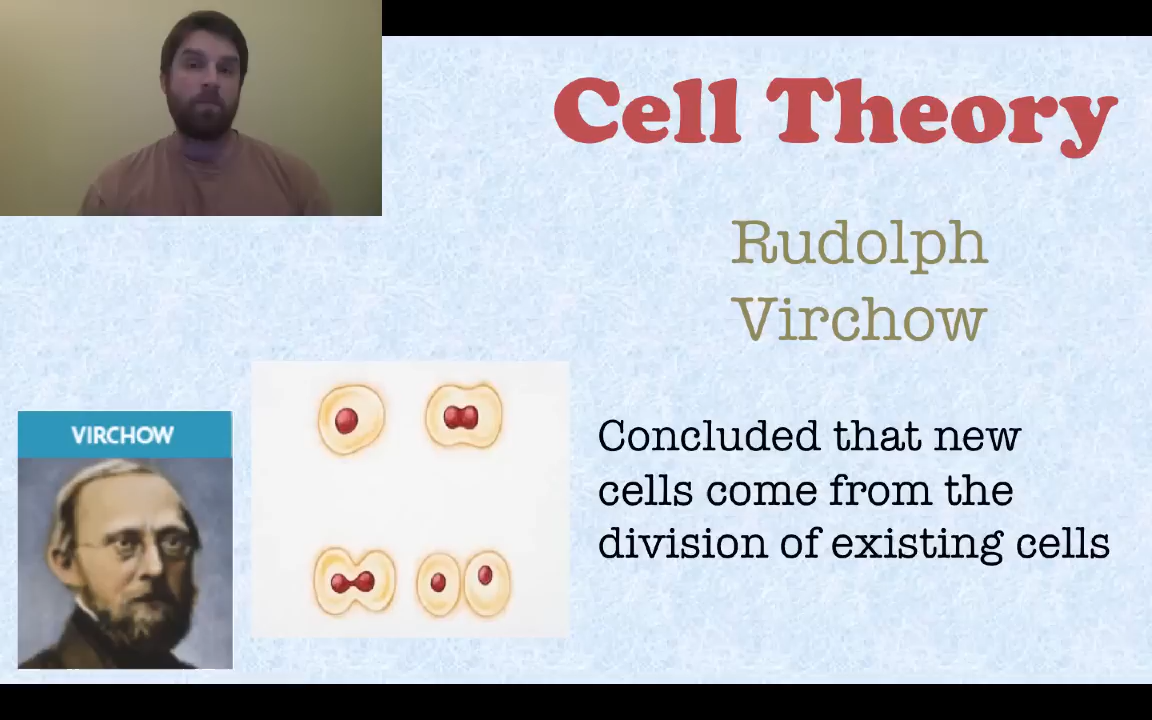 Cell Theory
Rudolph
Virchow
VIRCHOW
Concluded that new
cells come from the
division of existing cells